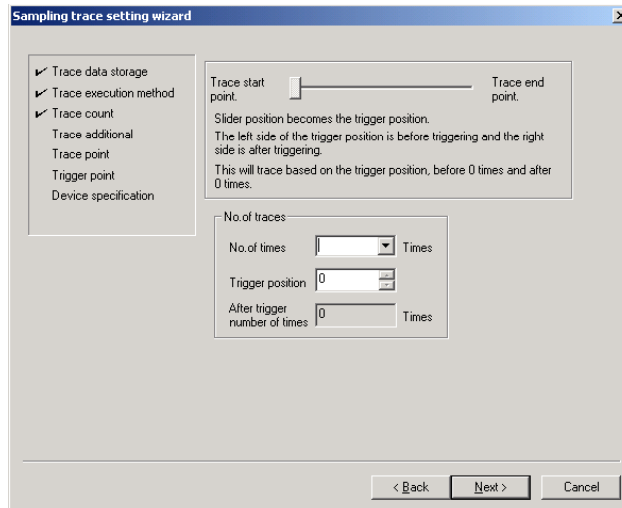 Sampling trace setting wizard
Trace data storage
Trace execution method
Trace count
Trace additional
Trace point
Trigger point
Device specification
Trace start
point.
Trace end
point.
Slider position becomes the trigger position.
The left side of the trigger position is before triggering and the right
side is after triggering.
This will trace based on the trigger position, before 0 times and after
0 times.
No.of traces
No.of times
Times
Trigger position 0
After trigger
number of times 0 Times
< Back Next > Cancel